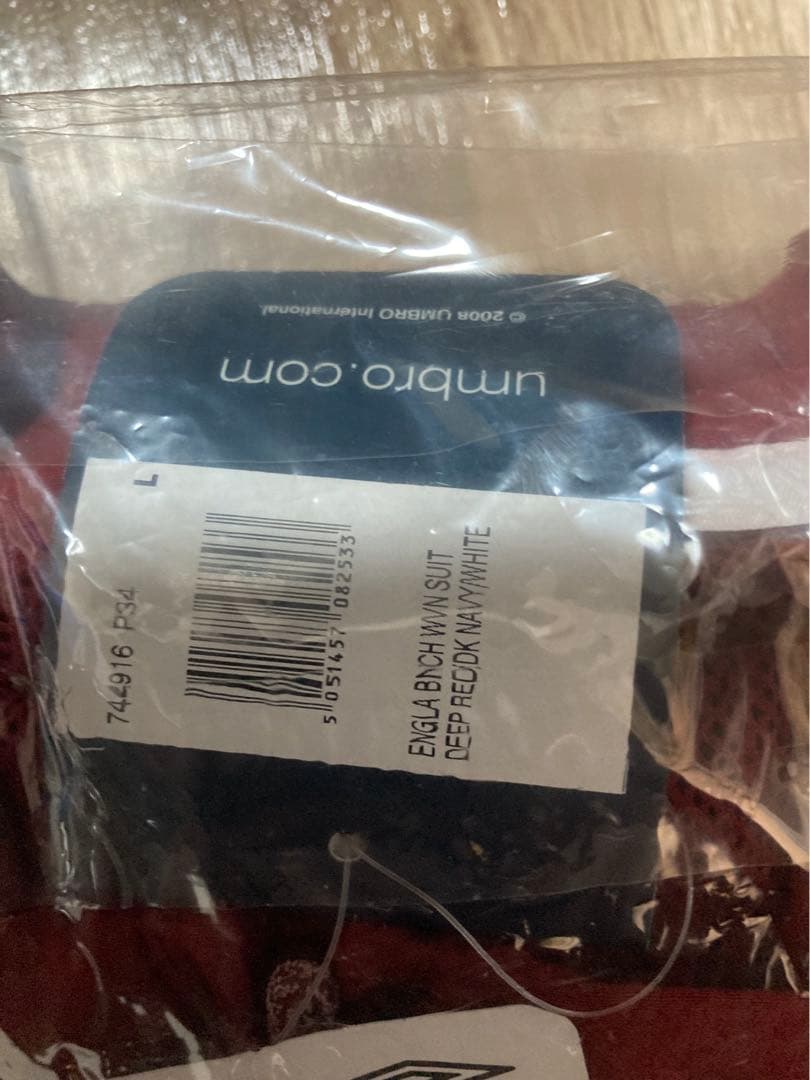 © 2008 UMBRO International.
umbro.com
744916 P34 L
5 051457 082533
ENGLA BNCH WVN SUIT
DEEP RED/DK NAVY/WHITE